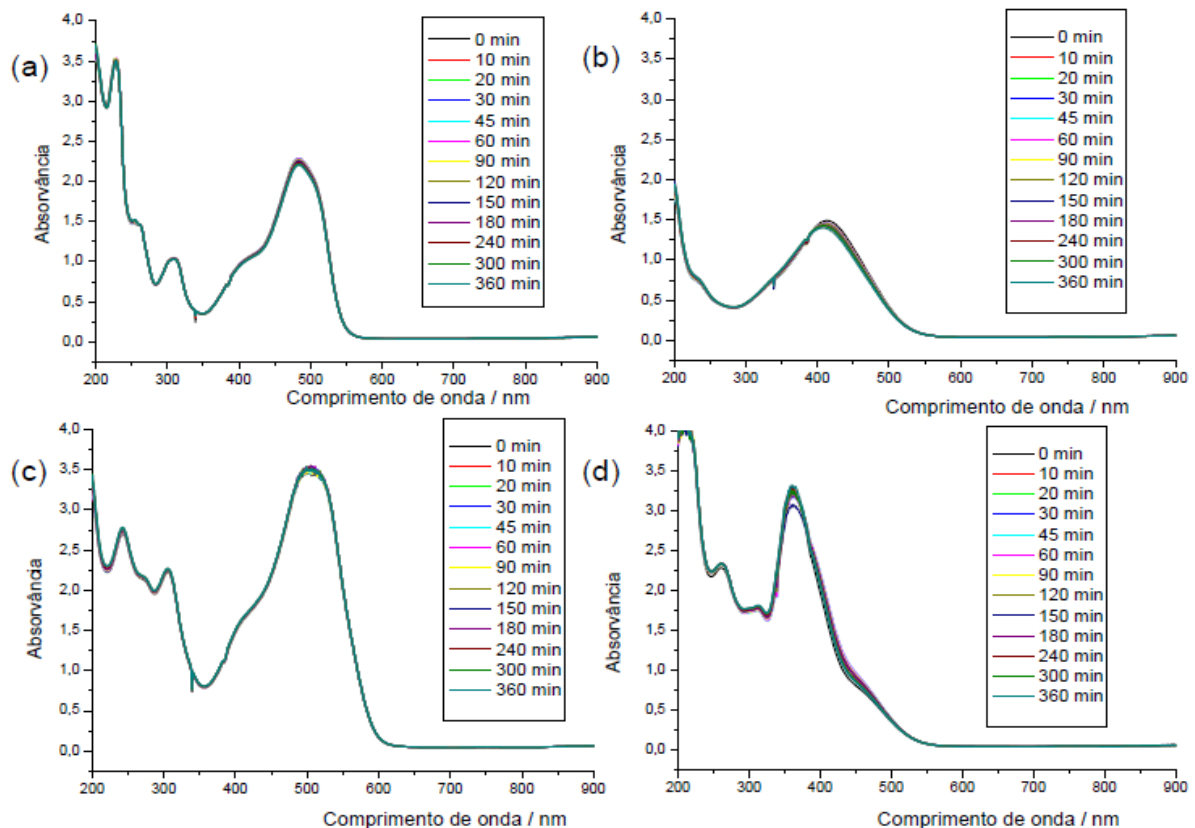 (a)
4,0
3,5
3,0
2,5
2,0
1,5
1,0
0,5
0,0
Absorvância
200 300 400 500 600 700 800 900
Comprimento de onda / nm
0 min
10 min
20 min
30 min
45 min
60 min
90 min
120 min
150 min
180 min
240 min
300 min
360 min
(b)
4,0
3,5
3,0
2,5
2,0
1,5
1,0
0,5
0,0
Absorvância
200 300 400 500 600 700 800 900
Comprimento de onda / nm
0 min
10 min
20 min
30 min
45 min
60 min
90 min
120 min
150 min
180 min
240 min
300 min
360 min
(c)
4,0
3,5
3,0
2,5
2,0
1,5
1,0
0,5
0,0
Absorvância
200 300 400 500 600 700 800 900
Comprimento de onda / nm
0 min
10 min
20 min
30 min
45 min
60 min
90 min
120 min
150 min
180 min
240 min
300 min
360 min
(d)
4,0
3,5
3,0
2,5
2,0
1,5
1,0
0,5
0,0
Absorvância
200 300 400 500 600 700 800 900
Comprimento de onda / nm
0 min
10 min
20 min
30 min
45 min
60 min
90 min
120 min
150 min
180 min
240 min
300 min
360 min